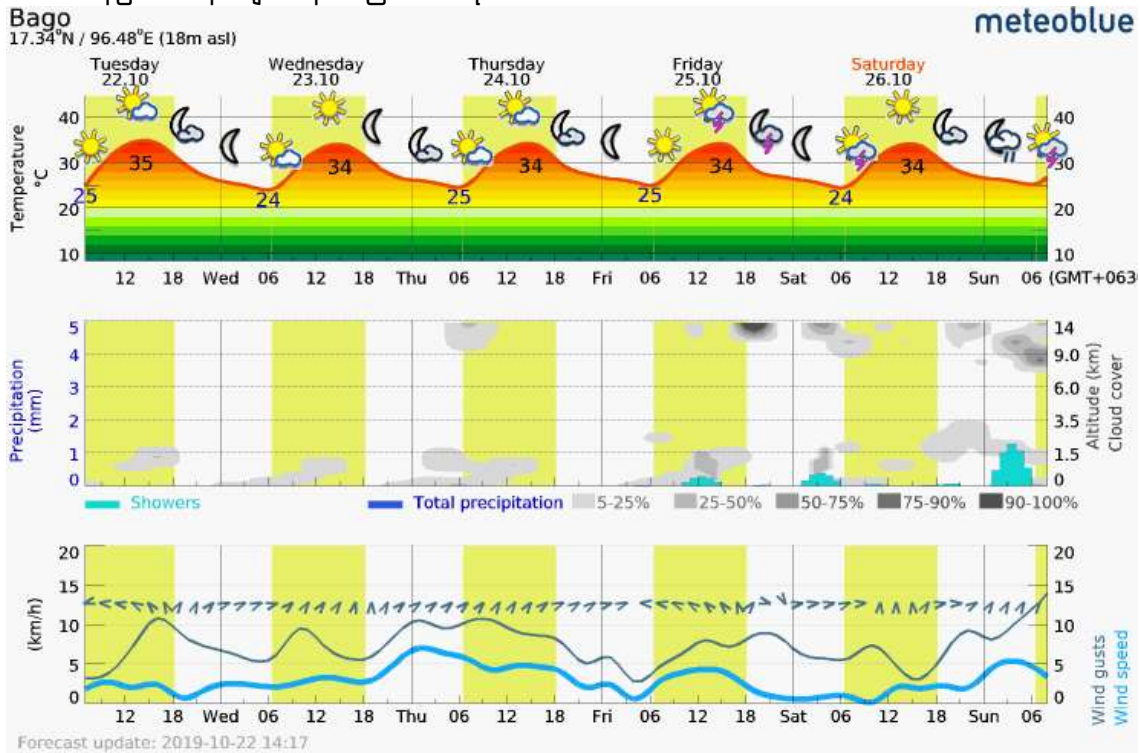 Bago
17.34°N / 96.48°E (18m asl)
meteoblue
Tuesday Wednesday Thursday Friday Saturday
22.10 23.10 24.10 25.10 26.10
Temperature
°C
40 40
30 30
20 20
10 10
35 34 34 34 34
25 24 25 25 24
12 18 Wed 06 12 18 Thu 06 12 18 Fri 06 12 18 Sat 06 12 18 Sun 06 (GMT+063
Precipitation
(mm)
5 14
4 9.0
3 6.0
2 3.5
1 1.5
0 0
Altitude (km)
Cloud cover
Showers Total precipitation 5-25% 25-50% 50-75% 75-90% 90-100%
(km/h)
20 20
15 15
10 10
5 5
0 0
Wind gusts
Wind speed
12 18 Wed 06 12 18 Thu 06 12 18 Fri 06 12 18 Sat 06 12 18 Sun 06
Forecast update: 2019-10-22 14:17